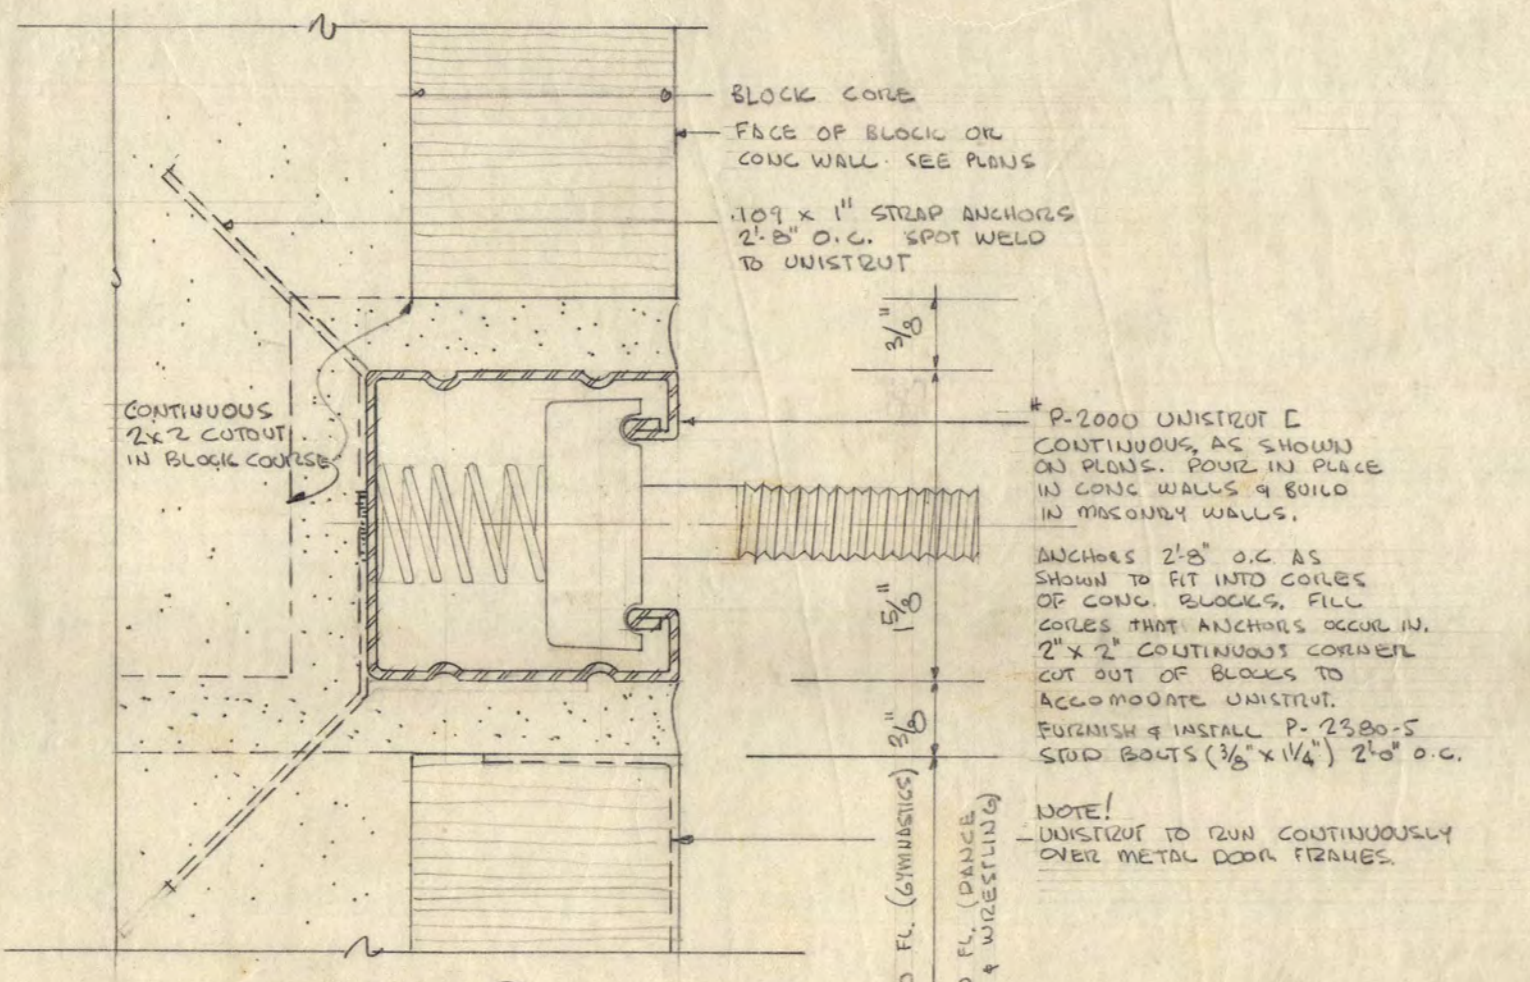 BLOCK CORE
FACE OF BLOCK OR
CONC WALL. SEE PLANS
.109 x 1" STRAP ANCHORS
2'-8" O.C. SPOT WELD
TO UNISTRUT
3/8"
CONTINUOUS
2x2 CUTOUT
IN BLOCK COURSE
* P-2000 UNISTRUT [
CONTINUOUS, AS SHOWN
ON PLANS. POUR IN PLACE
IN CONC WALLS & BUILD
IN MASONRY WALLS.
ANCHORS 2'-8" O.C. AS
SHOWN TO FIT INTO CORES
OF CONC. BLOCKS. FILL
CORES THAT ANCHORS OCCUR IN.
2" x 2" CONTINUOUS CORNER
CUT OUT OF BLOCKS TO
ACCOMODATE UNISTRUT.
FURNISH & INSTALL P-2380-5
STUD BOLTS (3/8" x 1 1/4") 2'-0" O.C.
1 5/8"
3/8"
NOTE!
UNISTRUT TO RUN CONTINUOUSLY
OVER METAL DOOR FRAMES.
FL. (GYMNASTICS)
FL. (DANCE
& WRESTLING)